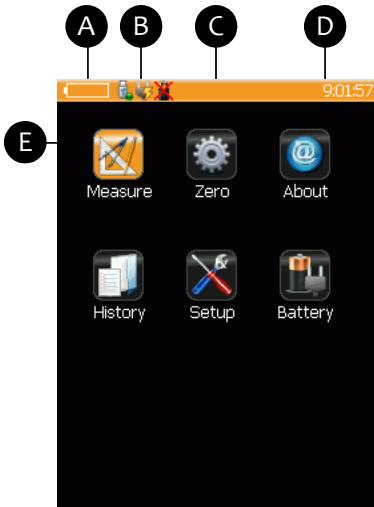 A B C D
9:01:57
E
Measure Zero About
@
History Setup Battery